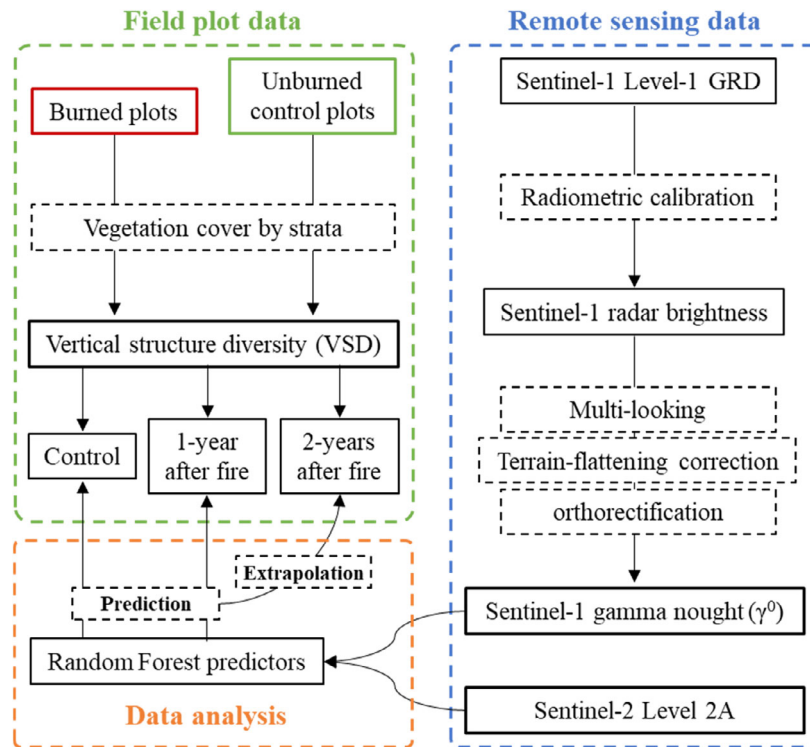 Field plot data
Burned plots
Unburned
control plots
Vegetation cover by strata
Vertical structure diversity (VSD)
Control
1-year
after fire
2-years
after fire
Extrapolation
Prediction
Random Forest predictors
Data analysis
Remote sensing data
Sentinel-1 Level-1 GRD
Radiometric calibration
Sentinel-1 radar brightness
Multi-looking
Terrain-flattening correction
orthorectification
Sentinel-1 gamma nought (γ⁰)
Sentinel-2 Level 2A